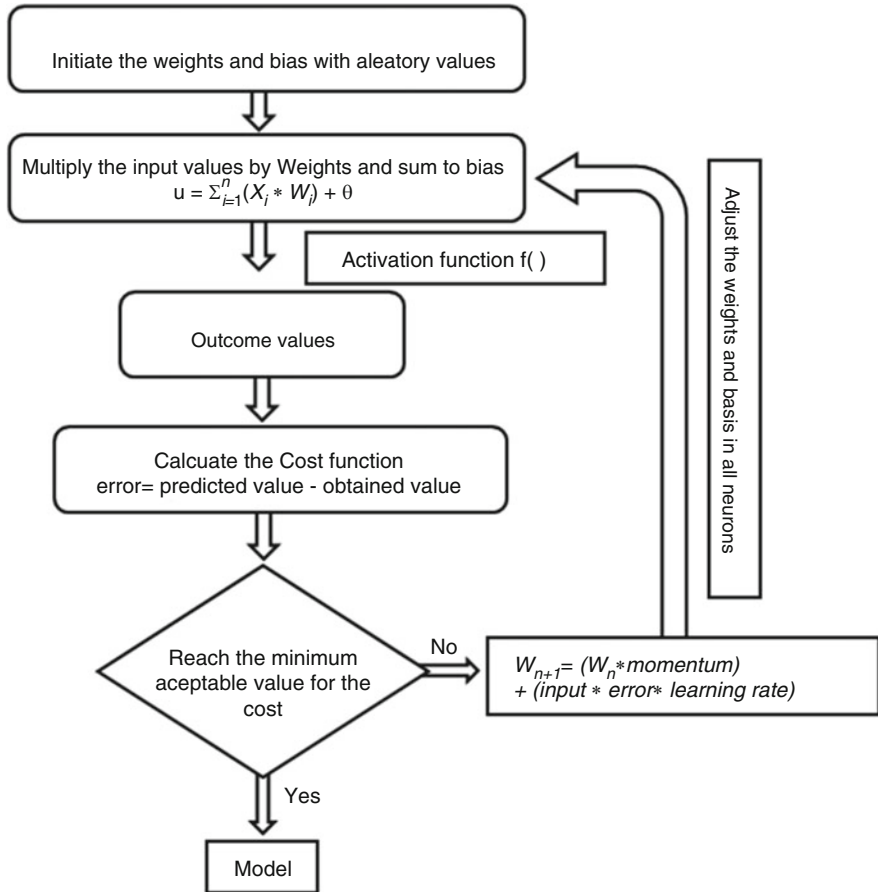 Initiate the weights and bias with aleatory values
Multiply the input values by Weights and sum to bias
u = Σⁿᵢ₌₁(Xᵢ * Wᵢ) + θ
Activation function f( )
Outcome values
Calcuate the Cost function
error= predicted value - obtained value
Reach the minimum
aceptable value for the
cost
No
W_{n+1}= (W_n*momentum)
+ (input * error* learning rate)
Adjust the weights and basis in all neurons
Yes
Model